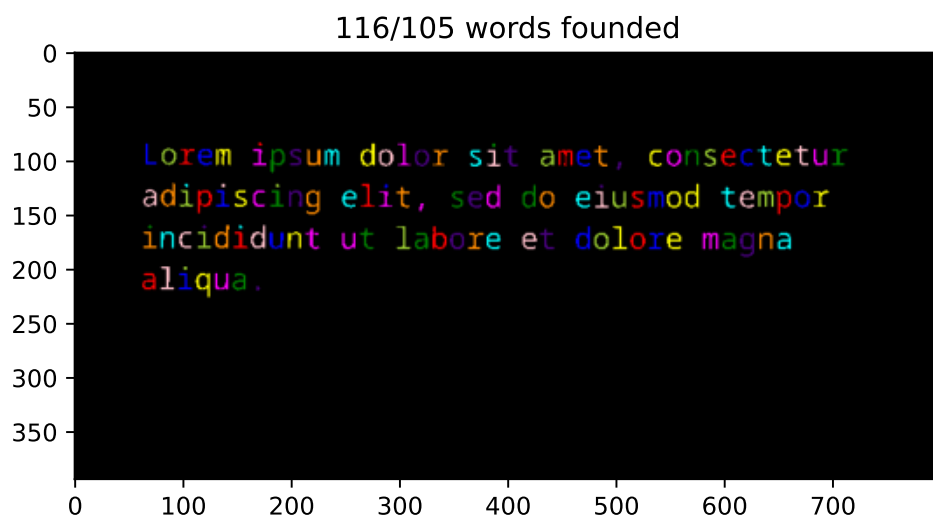 116/105 words founded
0
50
100
150
200
250
300
350
Lorem ipsum dolor sit amet, consectetur
adipiscing elit, sed do eiusmod tempor
incididunt ut labore et dolore magna
aliqua.
0 100 200 300 400 500 600 700